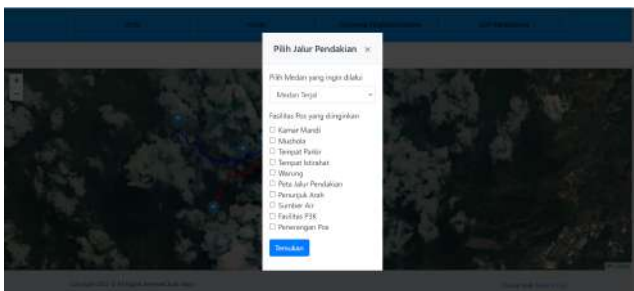 Pilih Jalur Pendakian ×
Pilih Medan yang ingin dilalui
Medan Terjal
Fasilitas Pos yang diinginkan
Kamar Mandi
Mushola
Tempat Parkir
Tempat Istirahat
Warung
Peta Jalur Pendakian
Penunjuk Arah
Sumber Air
Fasilitas P3K
Penerangan Pos
Temukan